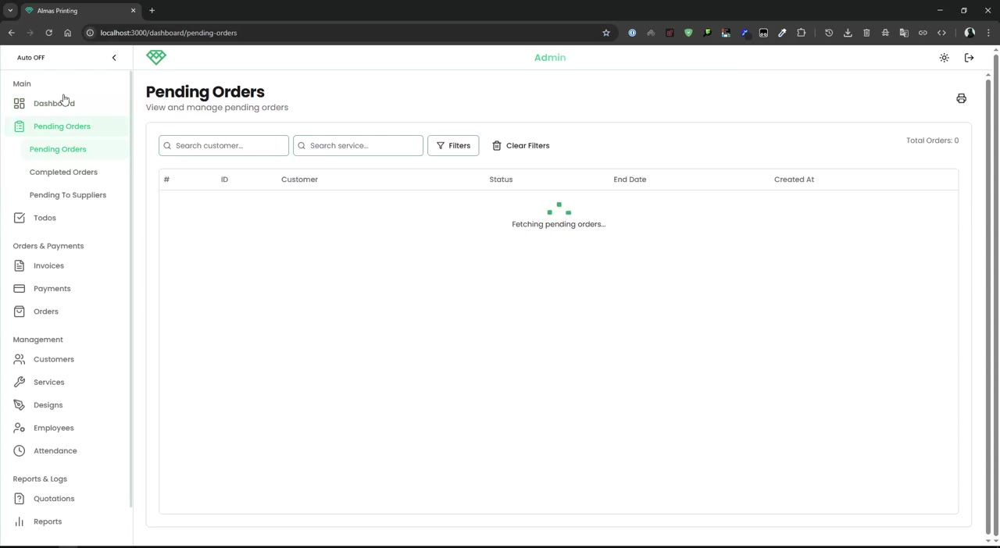 Almas Printing
localhost:3000/dashboard/pending-orders
Auto OFF
Admin
Main
Dashboard
Pending Orders
Pending Orders
Completed Orders
Pending To Suppliers
Todos
Orders & Payments
Invoices
Payments
Orders
Management
Customers
Services
Designs
Employees
Attendance
Reports & Logs
Quotations
Reports
Pending Orders
View and manage pending orders
Search customer...
Search service...
Filters
Clear Filters
Total Orders: 0
# ID Customer Status End Date Created At
Fetching pending orders...